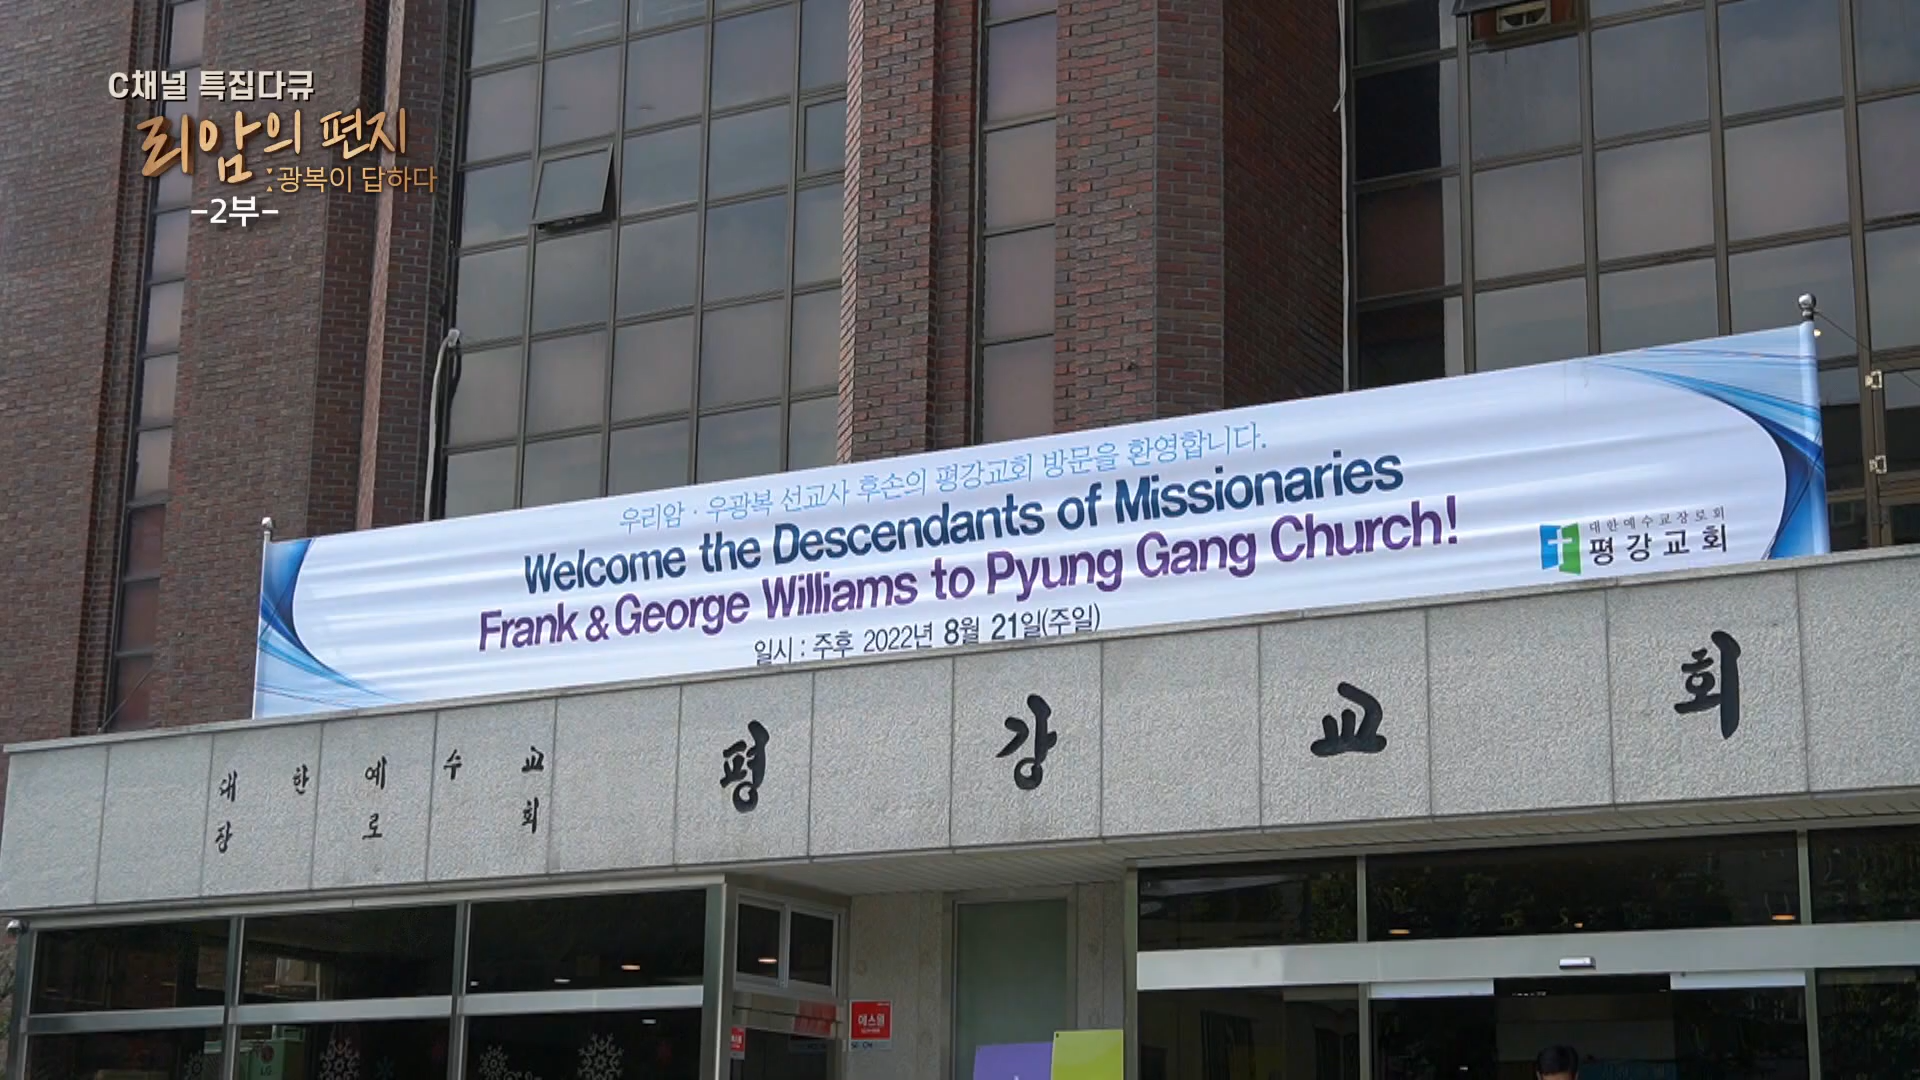 C채널 특집다큐
리암의 편지
:광복이 답하다
-2부-
우리암 · 우광복 선교사 후손의 평강교회 방문을 환영합니다.
Welcome the Descendants of Missionaries
Frank & George Williams to Pyung Gang Church!
일시 : 주후 2022년 8월 21일(주일)
대한예수교장로회
평강교회
대한예수교
장로회
평강교회
에스원
LG